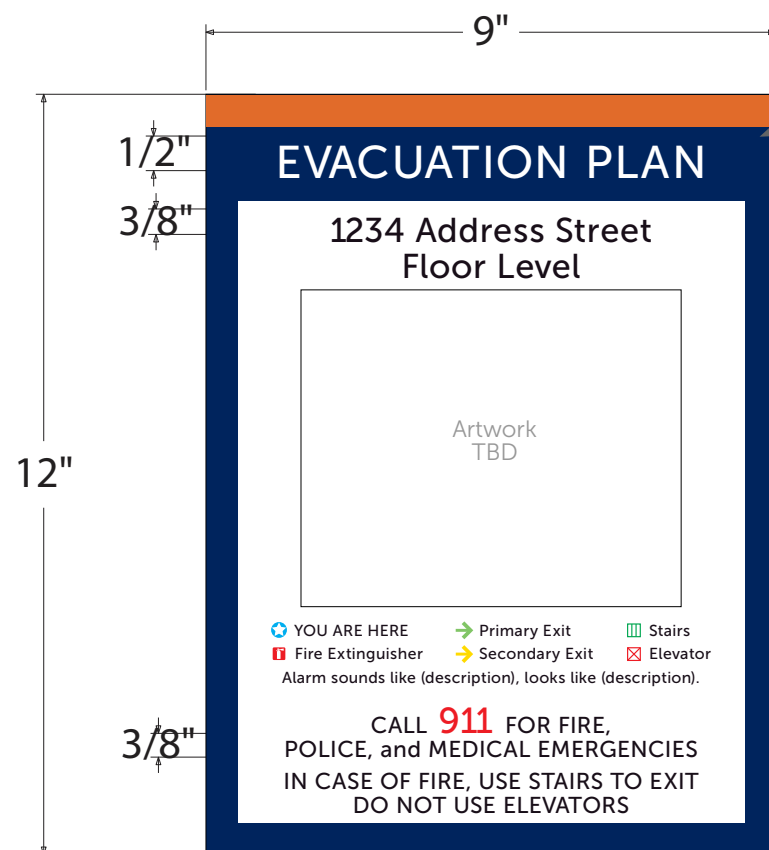 9"
1/2"
EVACUATION PLAN
3/8"
1234 Address Street
Floor Level
Artwork
TBD
12"
YOU ARE HERE
Primary Exit
Stairs
Fire Extinguisher
Secondary Exit
Elevator
Alarm sounds like (description), looks like (description).
3/8"
CALL 911 FOR FIRE,
POLICE, and MEDICAL EMERGENCIES
IN CASE OF FIRE, USE STAIRS TO EXIT
DO NOT USE ELEVATORS